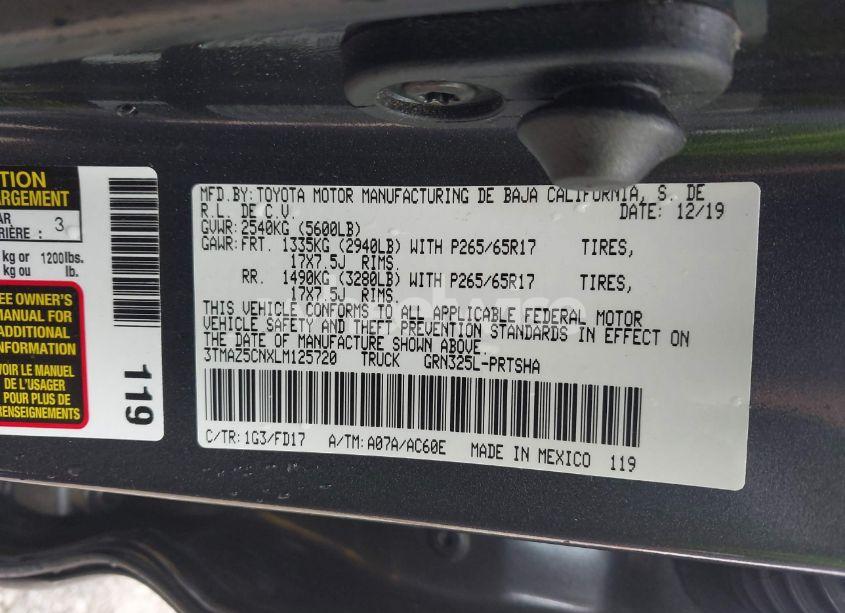 TION
ARGEMENT
AR
RIÈRE : 3
kg or 1200lbs.
kg ou lb.
EE OWNER'S
MANUAL FOR
ADDITIONAL
INFORMATION
VOIR LE MANUEL
DE L'USAGER
POUR PLUS DE
RENSEIGNEMENTS
119
MFD.BY:TOYOTA MOTOR MANUFACTURING DE BAJA CALIFORNIA, S. DE
R.L. DE C.V. DATE: 12/19
GVWR:2540KG (5600LB)
GAWR:FRT. 1335KG (2940LB) WITH P265/65R17 TIRES,
17X7.5J RIMS.
RR. 1490KG (3280LB) WITH P265/65R17 TIRES,
17X7.5J RIMS.
THIS VEHICLE CONFORMS TO ALL APPLICABLE FEDERAL MOTOR
VEHICLE SAFETY AND THEFT PREVENTION STANDARDS IN EFFECT ON
THE DATE OF MANUFACTURE SHOWN ABOVE.
3TMAZ5CNXLM125720 TRUCK GRN325L-PRTSHA
C/TR:1G3/FD17 A/TM:A07A/AC60E MADE IN MEXICO 119